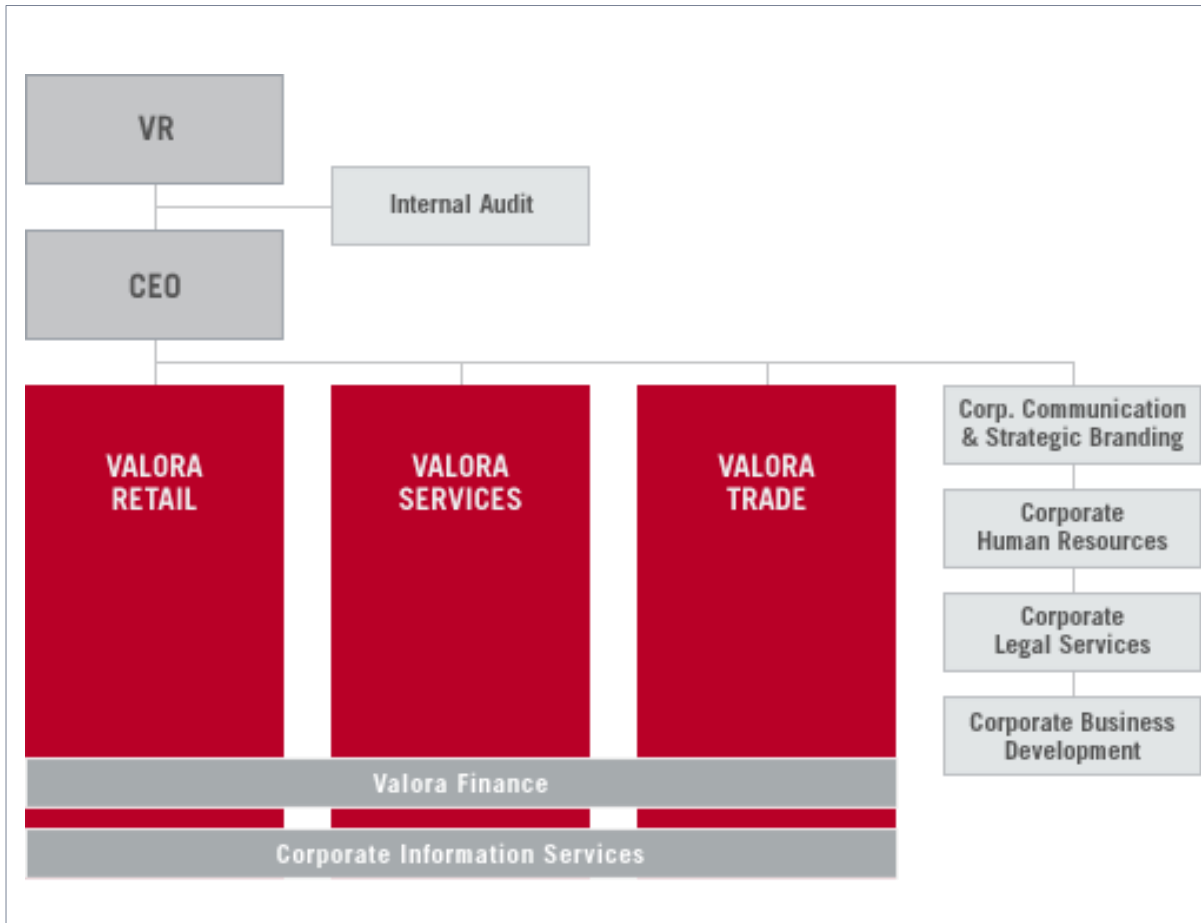 VR
Internal Audit
CEO
VALORA
RETAIL
VALORA
SERVICES
VALORA
TRADE
Corp. Communication
& Strategic Branding
Corporate
Human Resources
Corporate
Legal Services
Corporate Business
Development
Valora Finance
Corporate Information Services